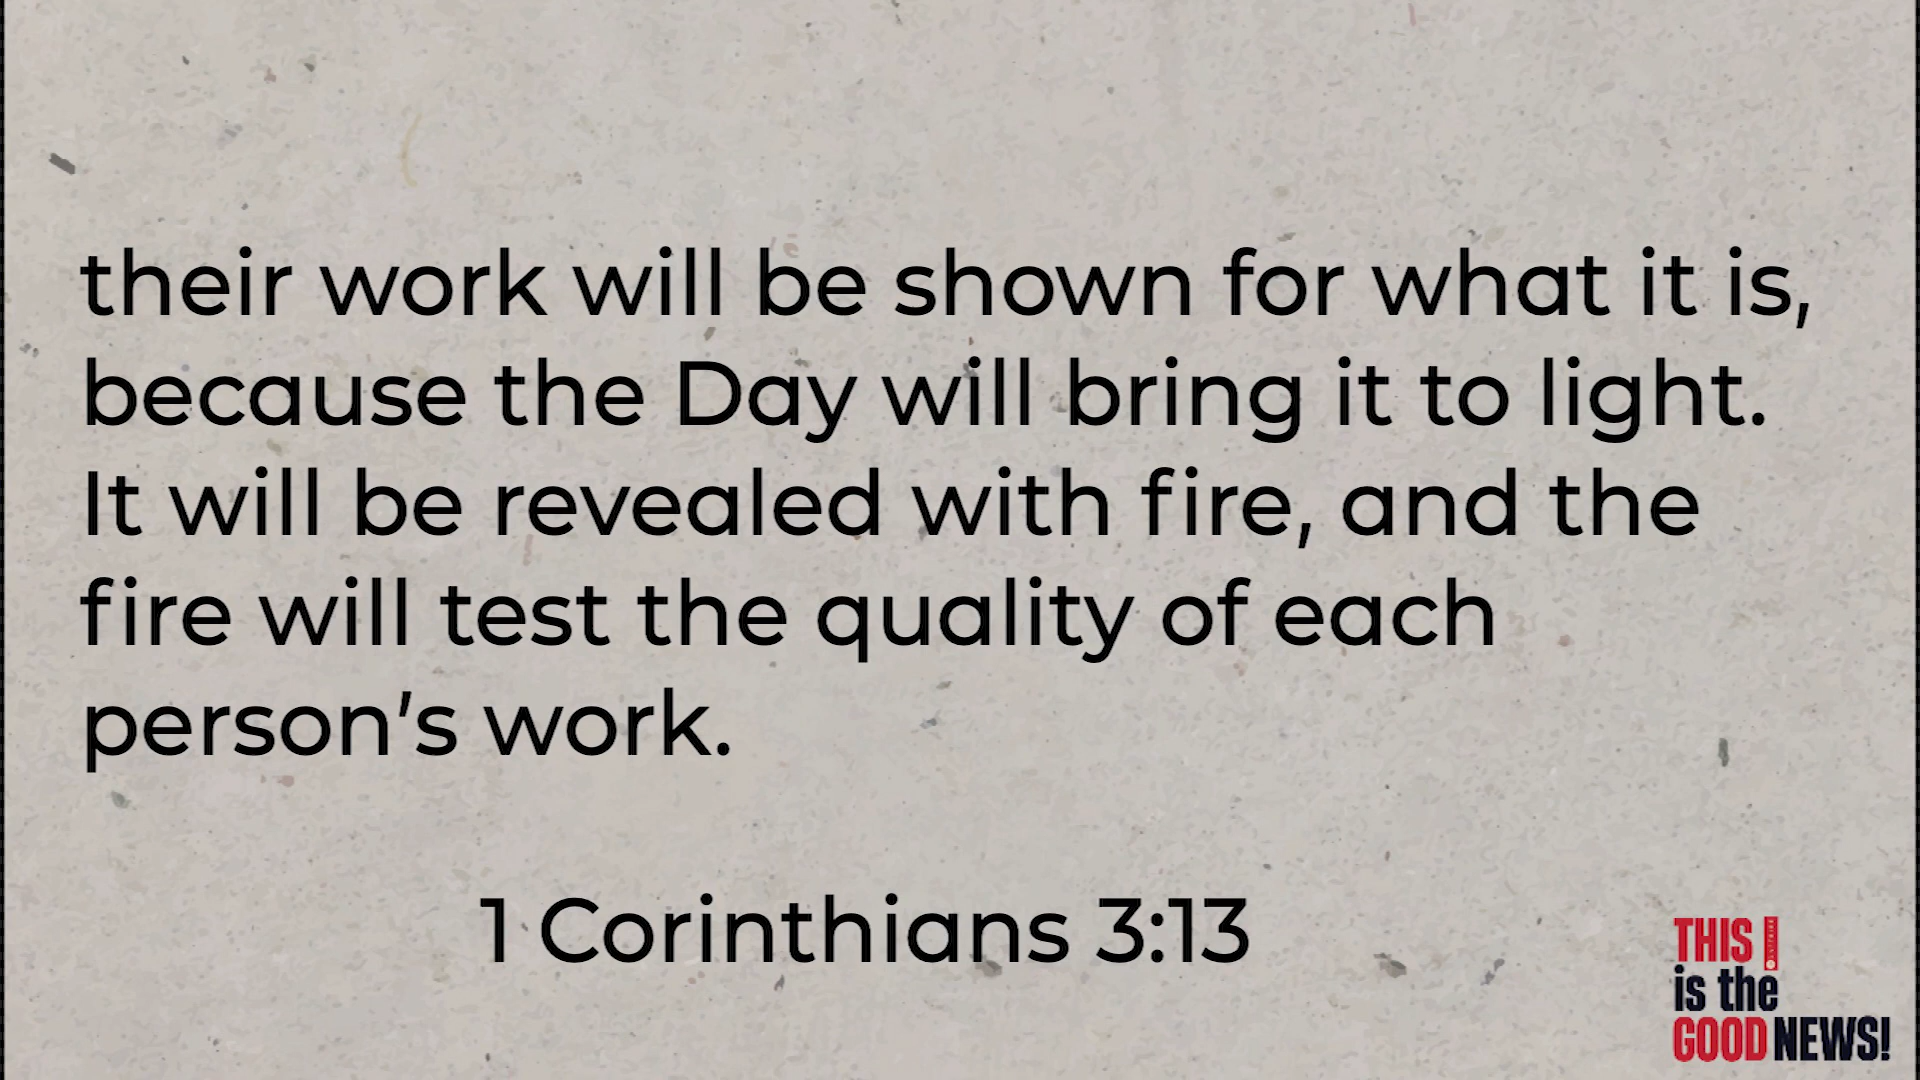 their work will be shown for what it is,
because the Day will bring it to light.
It will be revealed with fire, and the
fire will test the quality of each
person’s work.
1 Corinthians 3:13
THIS
is the
GOOD NEWS!